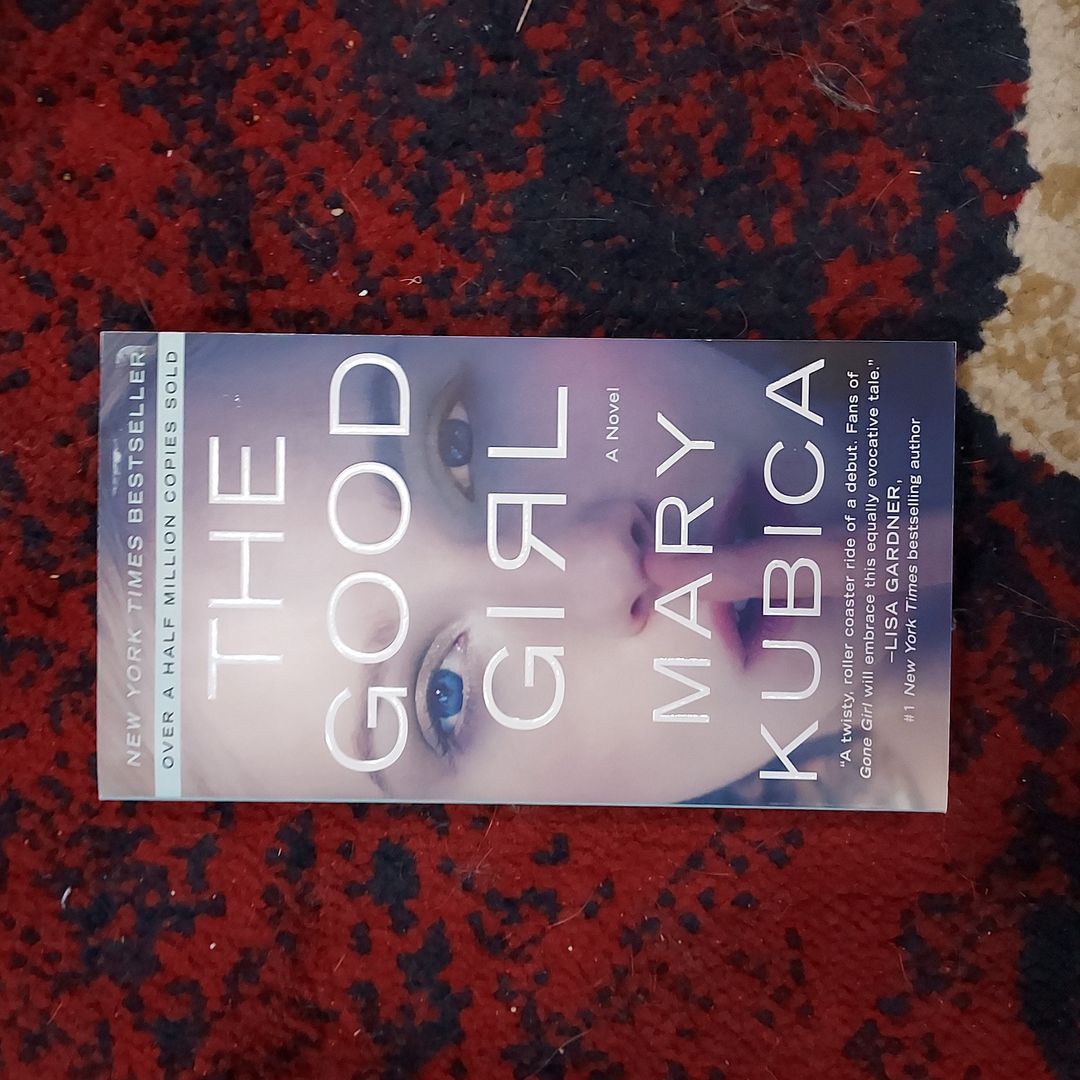 NEW YORK TIMES BESTSELLER
OVER A HALF MILLION COPIES SOLD
THE
GOOD
GIRL
A Novel
MARY
KUBICA
“A twisty, roller coaster ride of a debut. Fans of
Gone Girl will embrace this equally evocative tale.”
–LISA GARDNER,
#1 New York Times bestselling author